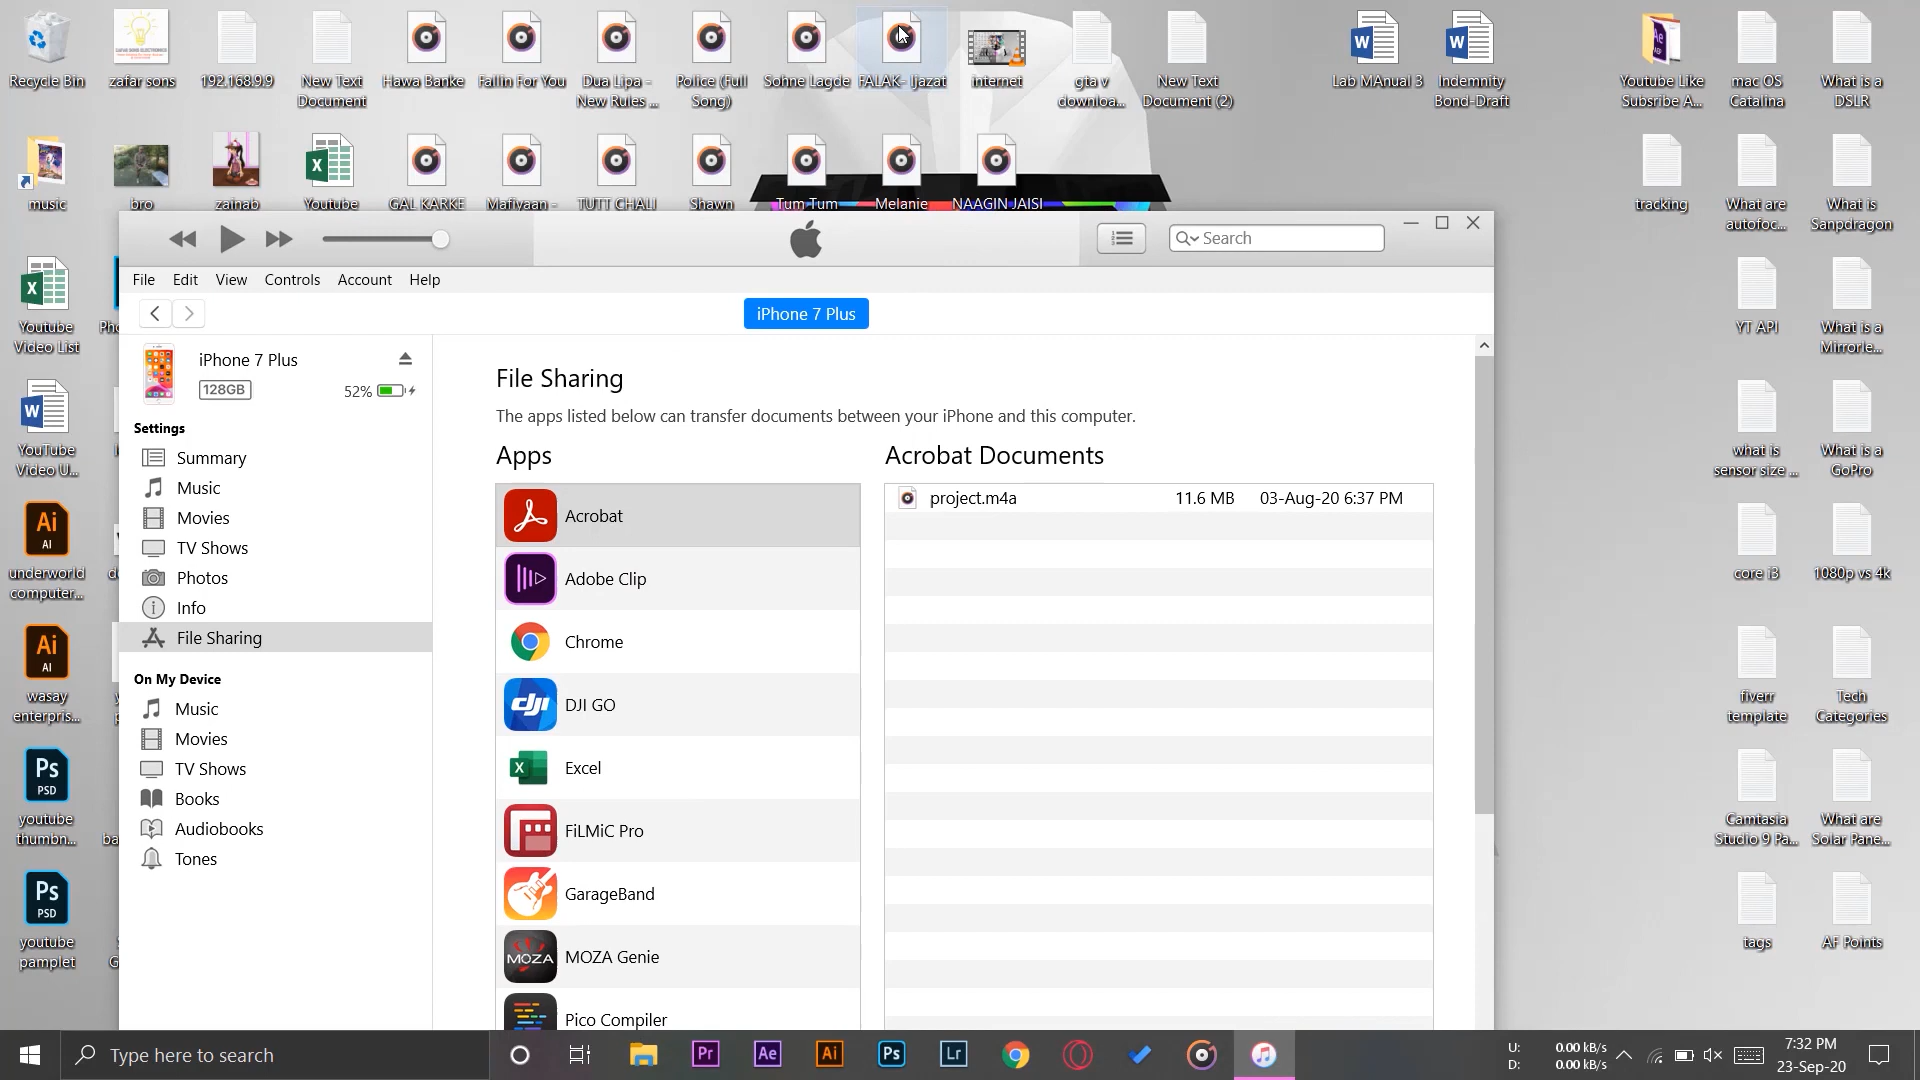 Recycle Bin
zafar sons
192.168.9.9
New Text
Document
Hawa Banke
Fallin For You
Dua Lipa -
New Rules ...
Police (Full
Song)
Sohne Lagde
FALAK- Ijazat
internet
gta v
downloa...
New Text
Document (2)
Lab MAnual 3
Indemnity
Bond-Draft
Youtube Like
Subsribe A...
mac OS
Catalina
What is a
DSLR
music
bro
zainab
Youtube
GAL KARKE
Mafiyaan -
TUTT CHALI
Shawn
Tum Tum
Melanie
NAAGIN JAISI
tracking
What are
autofoc...
What is
Sanpdragon
Search
File Edit View Controls Account Help
iPhone 7 Plus
iPhone 7 Plus
128GB
52%
Settings
Summary
Music
Movies
TV Shows
Photos
Info
File Sharing
On My Device
Music
Movies
TV Shows
Books
Audiobooks
Tones
File Sharing
The apps listed below can transfer documents between your iPhone and this computer.
Apps
Acrobat
Adobe Clip
Chrome
DJI GO
Excel
FiLMiC Pro
GarageBand
MOZA Genie
Pico Compiler
Acrobat Documents
project.m4a 11.6 MB 03-Aug-20 6:37 PM
Youtube
Video List
YouTube
Video U...
underworld
computer...
wasay
enterpris...
youtube
thumbn...
youtube
pamplet
YT API
What is a
Mirrorle...
what is
sensor size ...
What is a
GoPro
core i3
1080p vs 4k
fiverr
template
Tech
Categories
Camtasia
Studio 9 Pa...
What are
Solar Pane...
tags
AF Points
Type here to search
U: 0.00 kB/s
D: 0.00 kB/s
7:32 PM
23-Sep-20